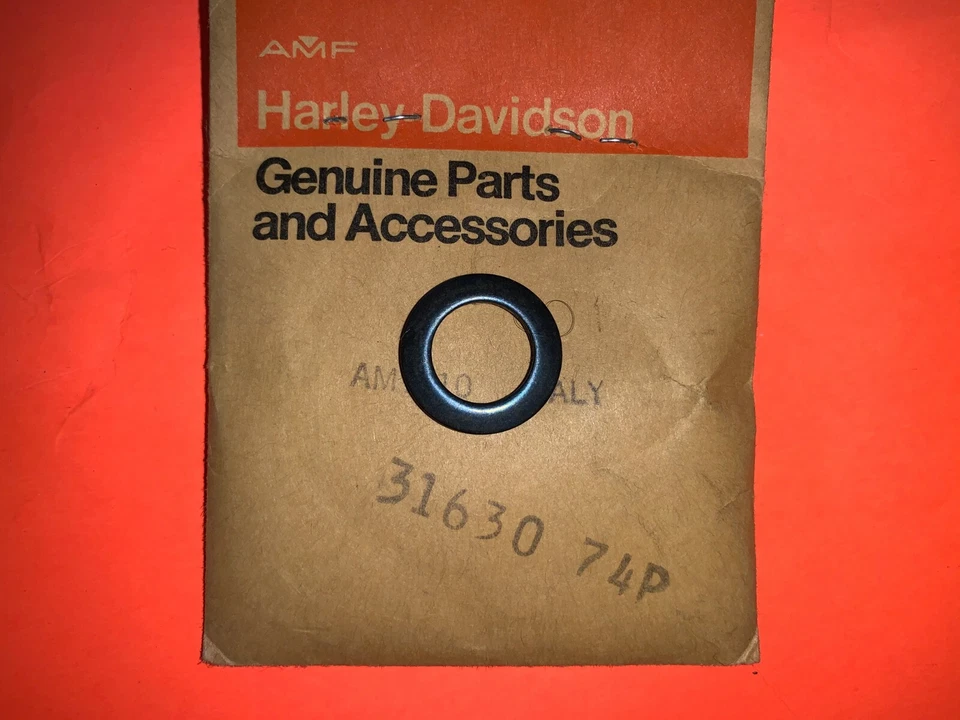 AMF
Harley-Davidson
Genuine Parts
and Accessories
31630 74P